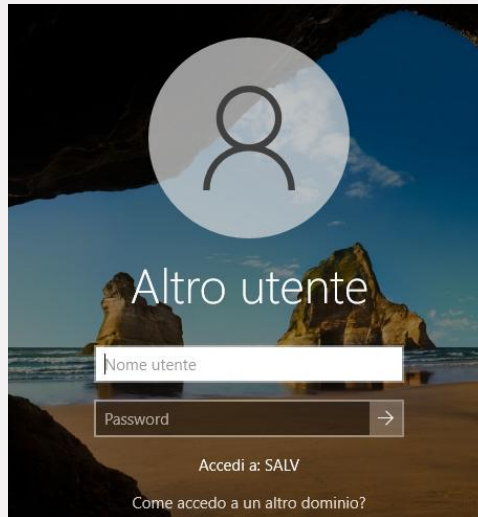 Altro utente
Nome utente
Password
Accedi a: SALV
Come accedo a un altro dominio?